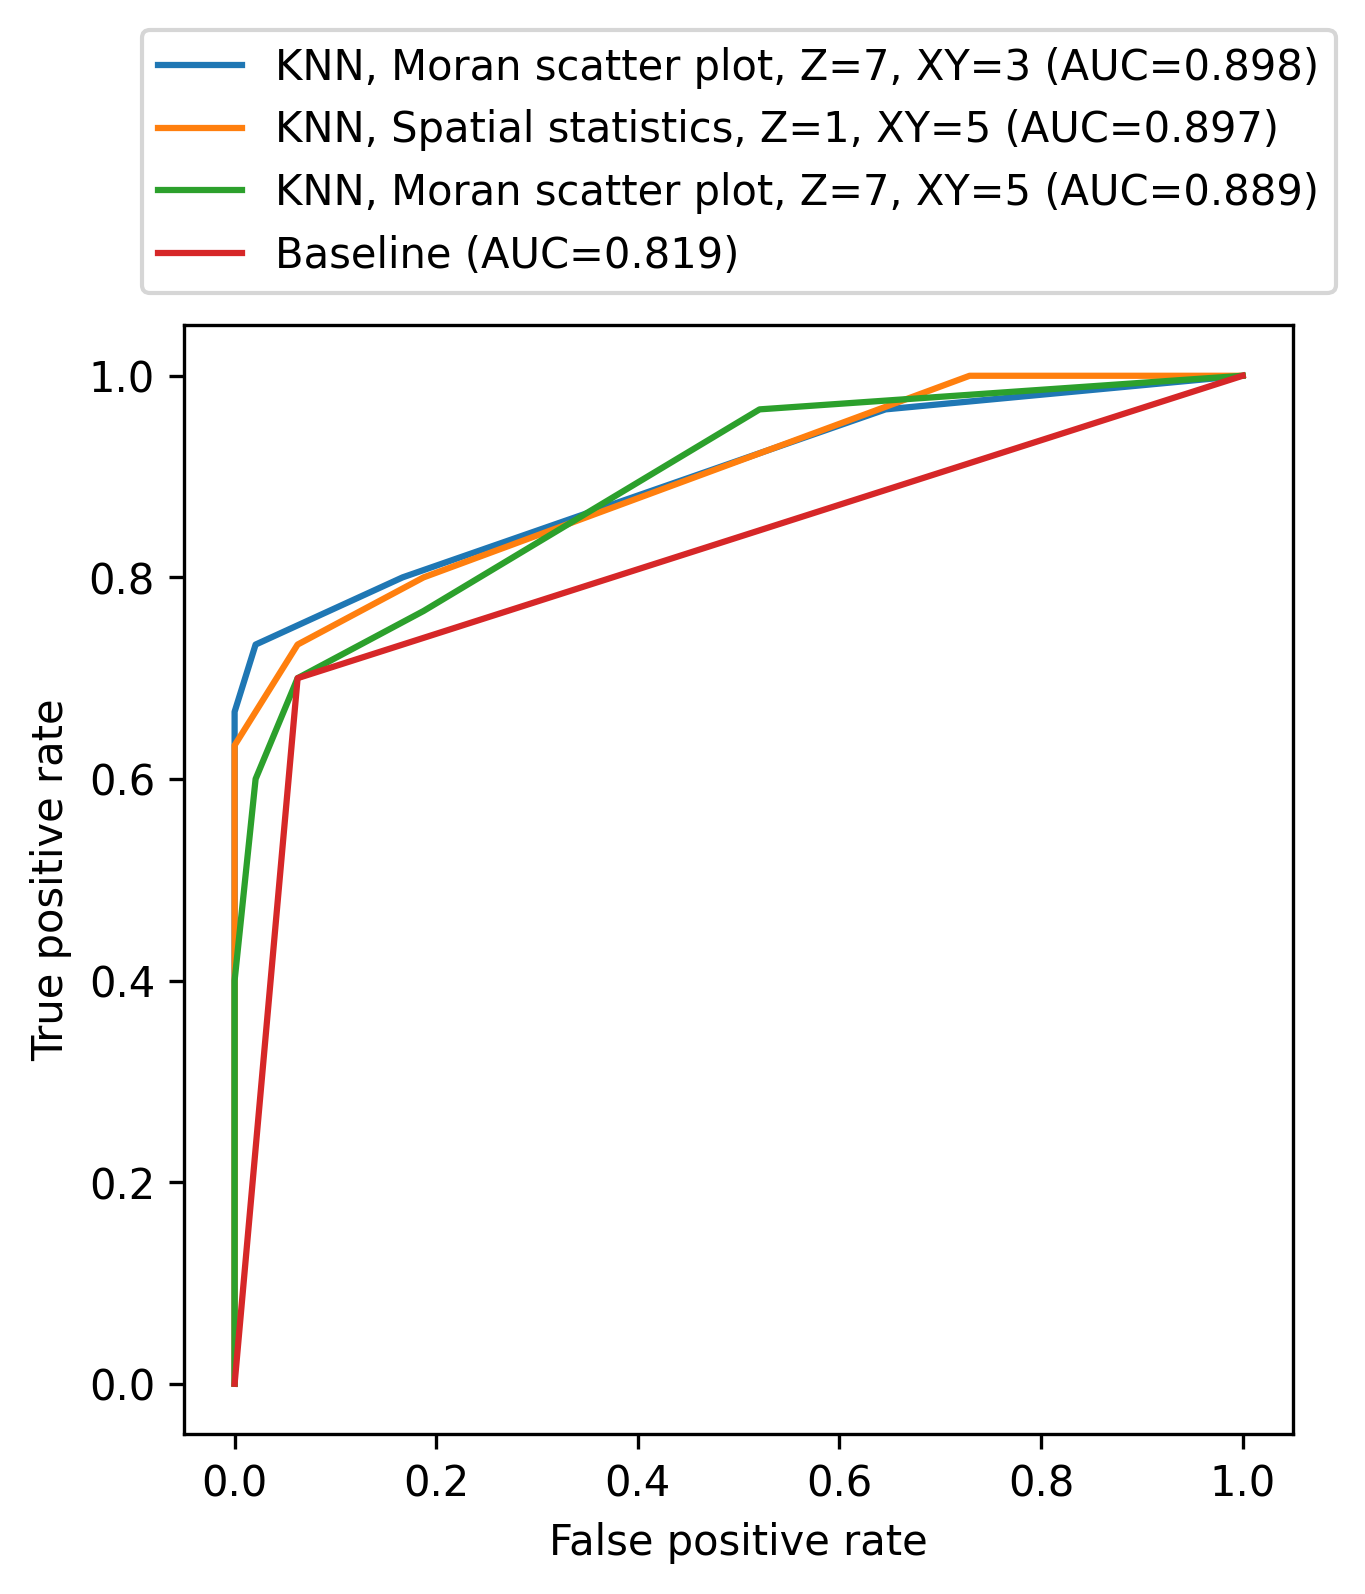 KNN, Moran scatter plot, Z=7, XY=3 (AUC=0.898)
KNN, Spatial statistics, Z=1, XY=5 (AUC=0.897)
KNN, Moran scatter plot, Z=7, XY=5 (AUC=0.889)
Baseline (AUC=0.819)
1.0
0.8
0.6
0.4
0.2
0.0
True positive rate
0.0 0.2 0.4 0.6 0.8 1.0
False positive rate